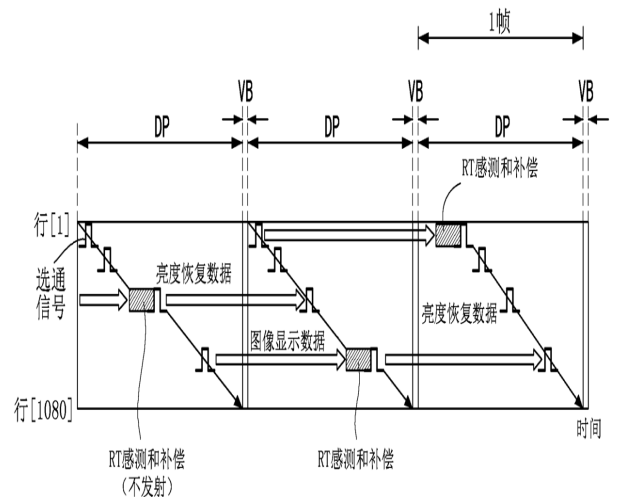 1帧
VB
VB
VB
DP
DP
DP
RT感测和补偿
行[1]
选通
信号
亮度恢复数据
亮度恢复数据
图像显示数据
行[1080]
时间
RT感测和补偿
(不发射)
RT感测和补偿